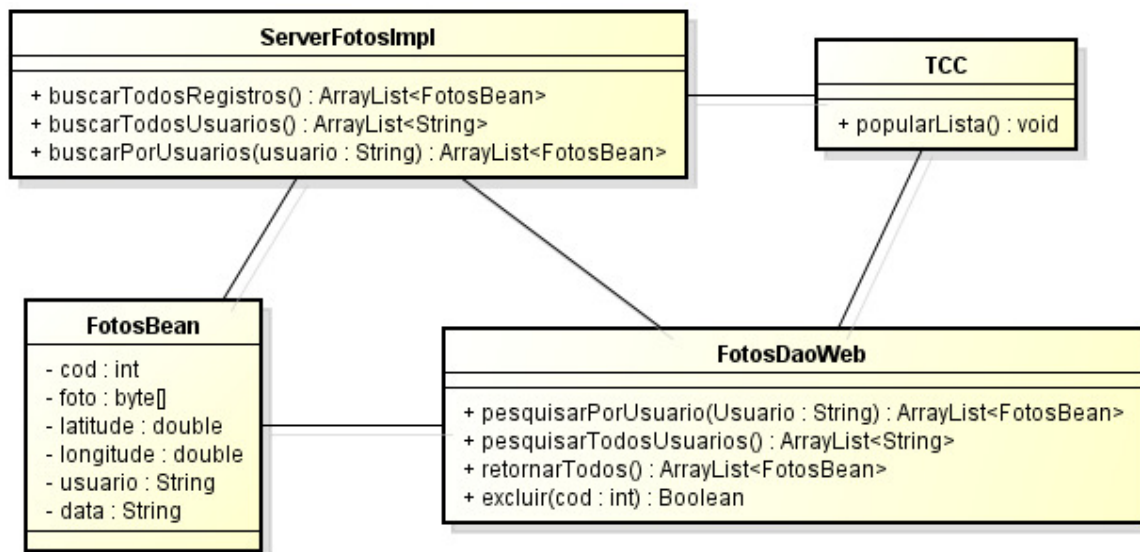 ServerFotosImpl
+ buscarTodosRegistros() : ArrayList<FotosBean>
+ buscarTodosUsuarios() : ArrayList<String>
+ buscarPorUsuarios(usuario : String) : ArrayList<FotosBean>
TCC
+ popularLista() : void
FotosBean
- cod : int
- foto : byte[]
- latitude : double
- longitude : double
- usuario : String
- data : String
FotosDaoWeb
+ pesquisarPorUsuario(Usuario : String) : ArrayList<FotosBean>
+ pesquisarTodosUsuarios() : ArrayList<String>
+ retornarTodos() : ArrayList<FotosBean>
+ excluir(cod : int) : Boolean